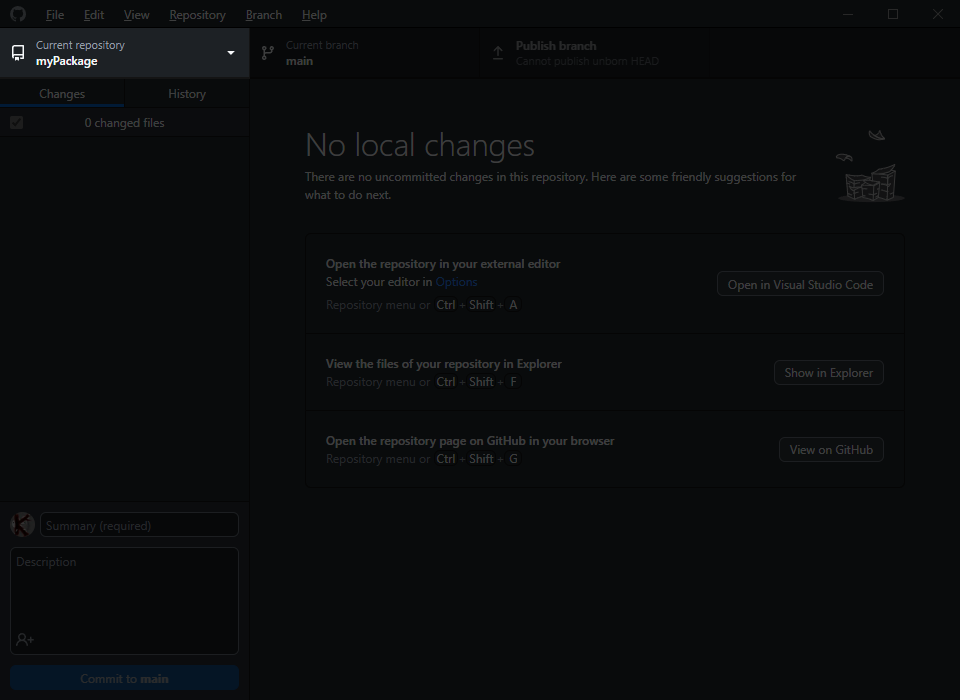 File Edit View Repository Branch Help
Current repository
myPackage
Current branch
main
Publish branch
Cannot publish unborn HEAD
Changes History
0 changed files
No local changes
There are no uncommitted changes in this repository. Here are some friendly suggestions for
what to do next.
Open the repository in your external editor
Select your editor in Options
Repository menu or Ctrl + Shift + A
Open in Visual Studio Code
View the files of your repository in Explorer
Repository menu or Ctrl + Shift + F
Show in Explorer
Open the repository page on GitHub in your browser
Repository menu or Ctrl + Shift + G
View on GitHub
Summary (required)
Description
Commit to main